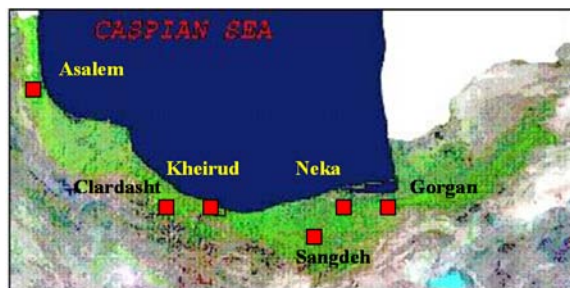 CASPIAN SEA
Asalem
Kheirud
Neka
Clardasht
Gorgan
Sangdeh